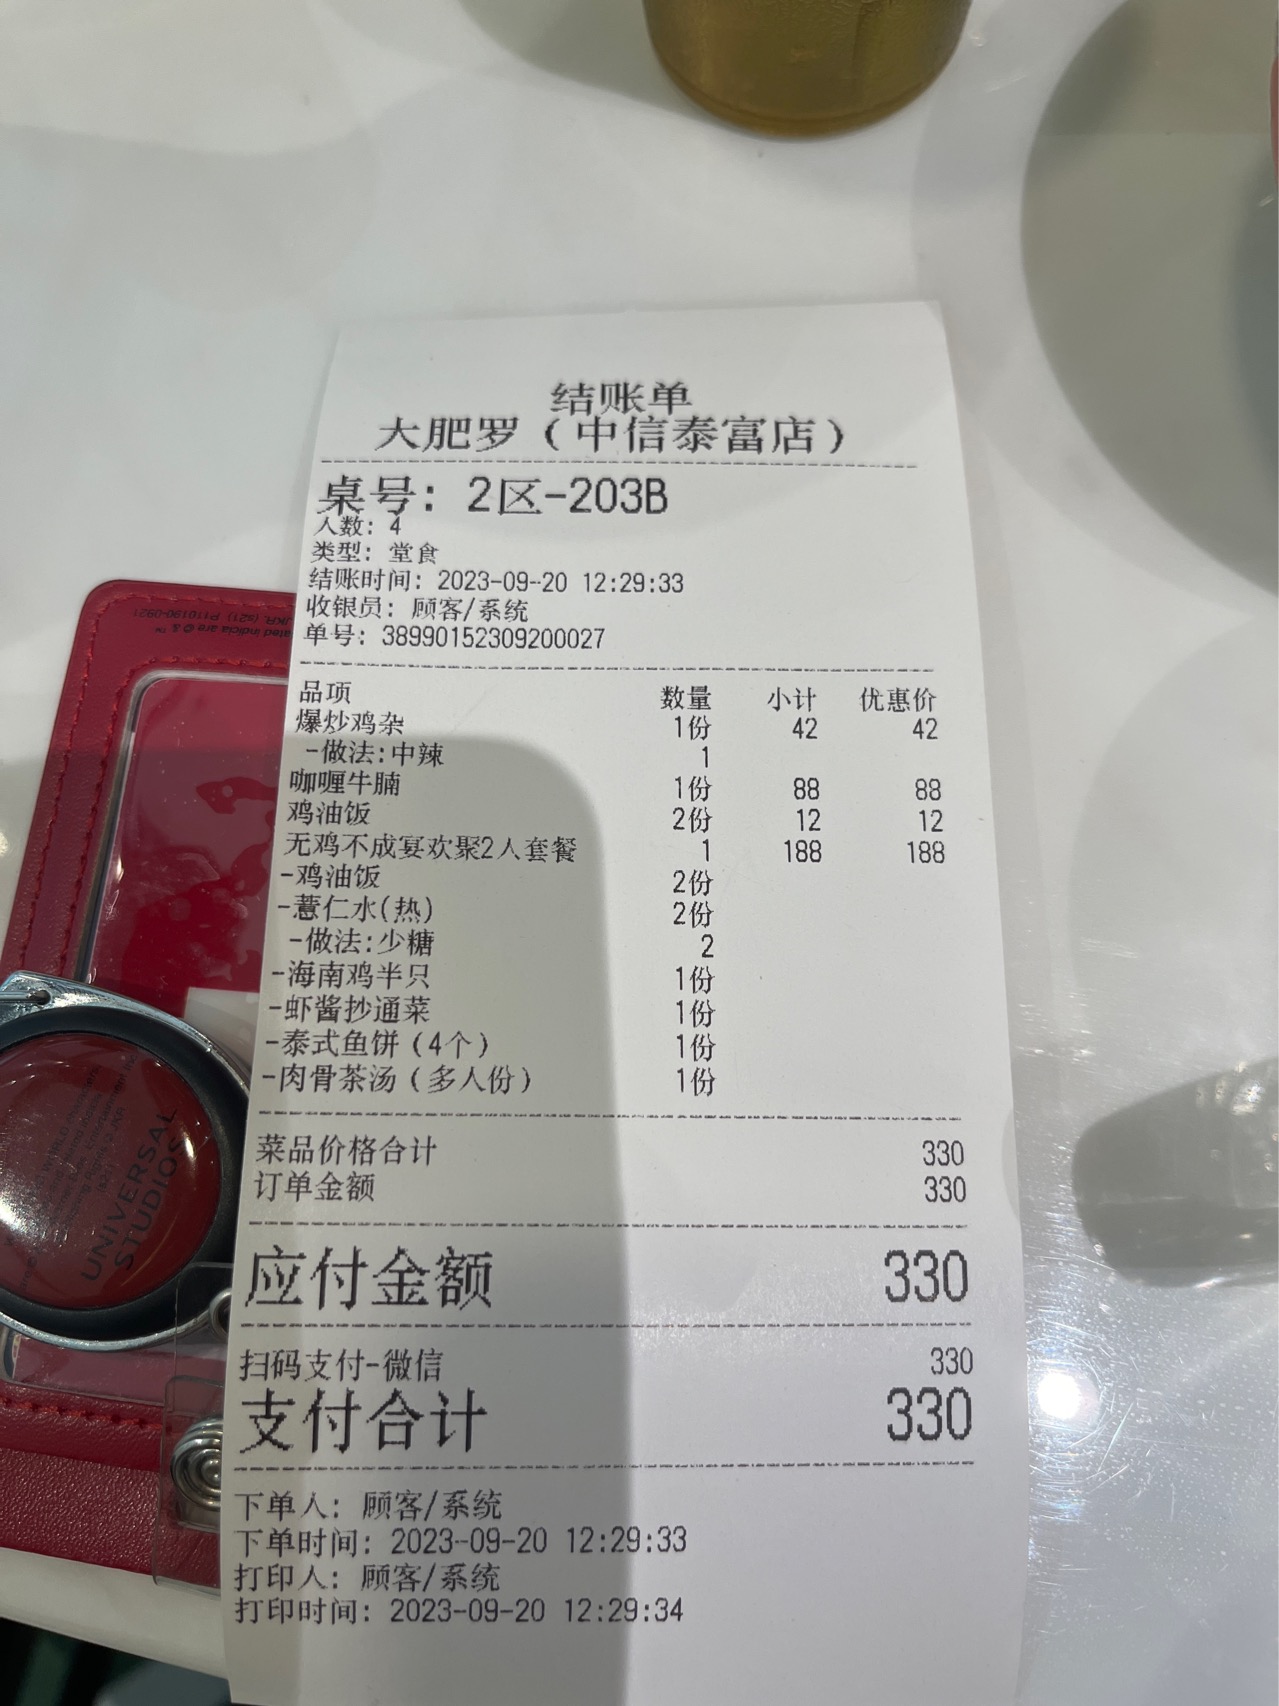 结账单
大肥罗（中信泰富店）
桌号：2区-203B
人数：4
类型：堂食
结账时间：2023-09-20 12:29:33
收银员：顾客/系统
单号：38990152309200027
品项 数量 小计 优惠价
爆炒鸡杂 1份 42 42
-做法:中辣 1
咖喱牛腩 1份 88 88
鸡油饭 2份 12 12
无鸡不成宴欢聚2人套餐 1 188 188
-鸡油饭 2份
-薏仁水(热) 2份
-做法:少糖 2
-海南鸡半只 1份
-虾酱抄通菜 1份
-泰式鱼饼（4个） 1份
-肉骨茶汤（多人份） 1份
菜品价格合计 330
订单金额 330
应付金额 330
扫码支付-微信 330
支付合计 330
下单人：顾客/系统
下单时间：2023-09-20 12:29:33
打印人：顾客/系统
打印时间：2023-09-20 12:29:34
UNIVERSAL
STUDIOS